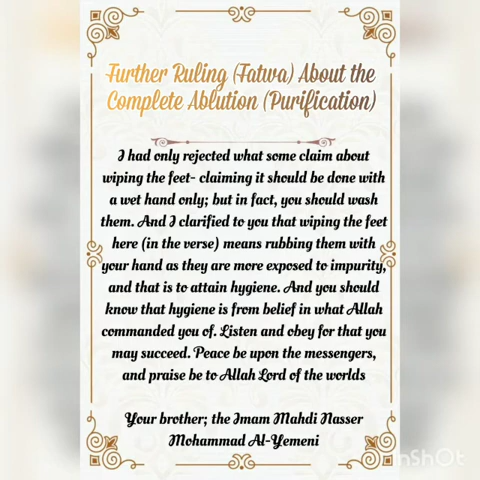 Further Ruling (Fatwa) About the
Complete Ablution (Purification)
I had only rejected what some claim about
wiping the feet- claiming it should be done with
a wet hand only; but in fact, you should wash
them. And I clarified to you that wiping the feet
here (in the verse) means rubbing them with
your hand as they are more exposed to impurity,
and that is to attain hygiene. And you should
know that hygiene is from belief in what Allah
commanded you of. Listen and obey for that you
may succeed. Peace be upon the messengers,
and praise be to Allah Lord of the worlds
Your brother; the Imam Mahdi Nasser
Mohammad Al-Yemeni
InShOt